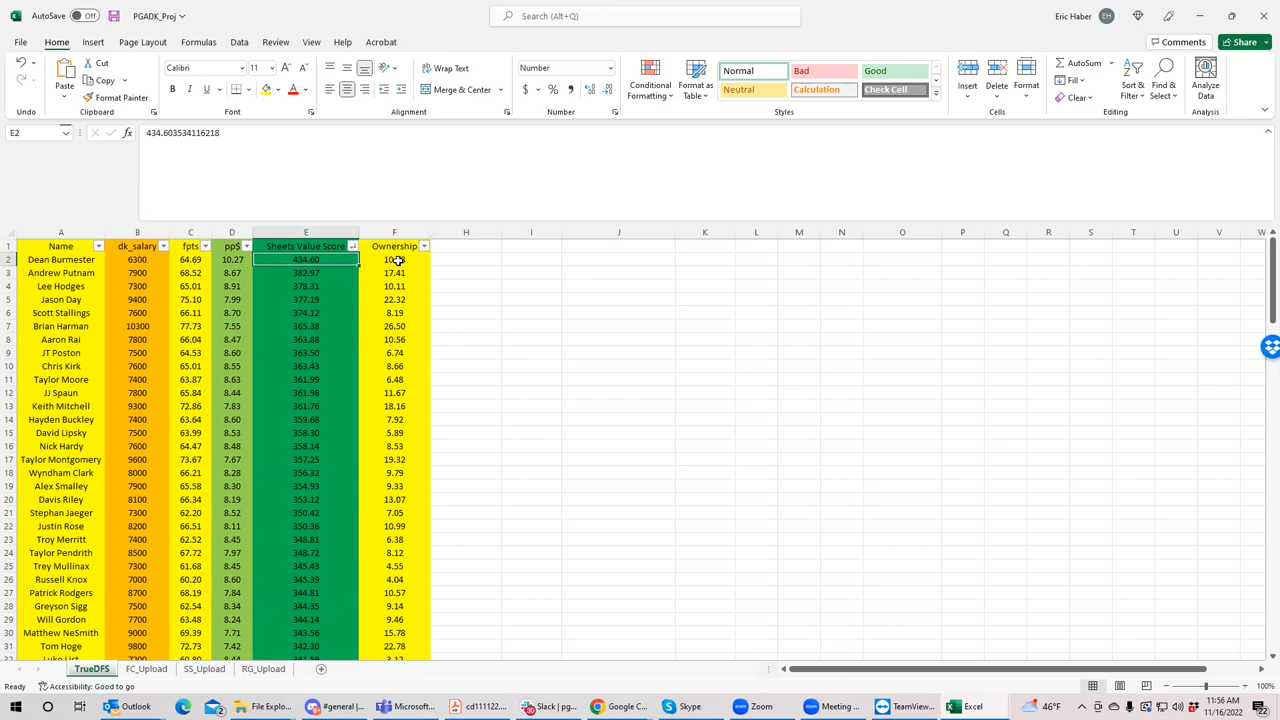 AutoSave Off PGADK_Proj Search (Alt+Q) Eric Haber EH
File Home Insert Page Layout Formulas Data Review View Help Acrobat Comments Share
Paste Cut Copy Format Painter Calibri 11 Wrap Text Merge & Center Number
Conditional Formatting Format as Table Normal Bad Good Neutral Calculation Check Cell
Insert Delete Format AutoSum Fill Clear Sort & Filter Find & Select Analyze Data
Undo Clipboard Font Alignment Number Styles Cells Editing Analysis
E2 fx 434.603534116218
A B C D E F H I J K L M N O P Q R S T U V W
1 Name dk_salary fpts pp$ Sheets Value Score Ownership
2 Dean Burmester 6300 64.69 10.27 434.60
3 Andrew Putnam 7900 68.52 8.67 382.97 17.41
4 Lee Hodges 7300 65.01 8.91 378.31 10.11
5 Jason Day 9400 75.10 7.99 377.19 22.32
6 Scott Stallings 7600 66.11 8.70 374.12 8.19
7 Brian Harman 10300 77.73 7.55 365.38 26.50
8 Aaron Rai 7800 66.04 8.47 363.88 10.56
9 JT Poston 7500 64.53 8.60 363.50 6.74
10 Chris Kirk 7600 65.01 8.55 363.43 8.66
11 Taylor Moore 7400 63.87 8.63 361.99 6.48
12 JJ Spaun 7800 65.84 8.44 361.98 11.67
13 Keith Mitchell 9300 72.86 7.83 361.76 18.16
14 Hayden Buckley 7400 63.64 8.60 359.68 7.92
15 David Lipsky 7500 63.99 8.53 358.30 5.89
16 Nick Hardy 7600 64.47 8.48 358.14 8.53
17 Taylor Montgomery 9600 73.67 7.67 357.25 19.32
18 Wyndham Clark 8000 66.21 8.28 356.32 9.79
19 Alex Smalley 7900 65.58 8.30 354.93 9.33
20 Davis Riley 8100 66.34 8.19 353.12 13.07
21 Stephan Jaeger 7300 62.20 8.52 350.42 7.05
22 Justin Rose 8200 66.51 8.11 350.36 10.99
23 Troy Merritt 7400 62.52 8.45 348.81 6.38
24 Taylor Pendrith 8500 67.72 7.97 348.72 8.12
25 Trey Mullinax 7300 61.68 8.45 345.43 4.55
26 Russell Knox 7000 60.20 8.60 345.39 4.04
27 Patrick Rodgers 8700 68.19 7.84 344.81 10.57
28 Greyson Sigg 7500 62.54 8.34 344.35 9.14
29 Will Gordon 7700 63.48 8.24 344.14 9.46
30 Matthew NeSmith 9000 69.39 7.71 343.56 15.78
31 Tom Hoge 9800 72.73 7.42 342.30 22.78
32 Luke List 7200 60.80 8.44 341.59 3.12
TrueDFS FC_Upload SS_Upload RG_Upload
Ready Accessibility: Good to go 100%
Outlook File Explo... #general |... Microsoft... cd111122... Slack | pg... Google C... Skype Zoom Meeting ... TeamView... Excel 46°F 11:56 AM
11/16/2022 22